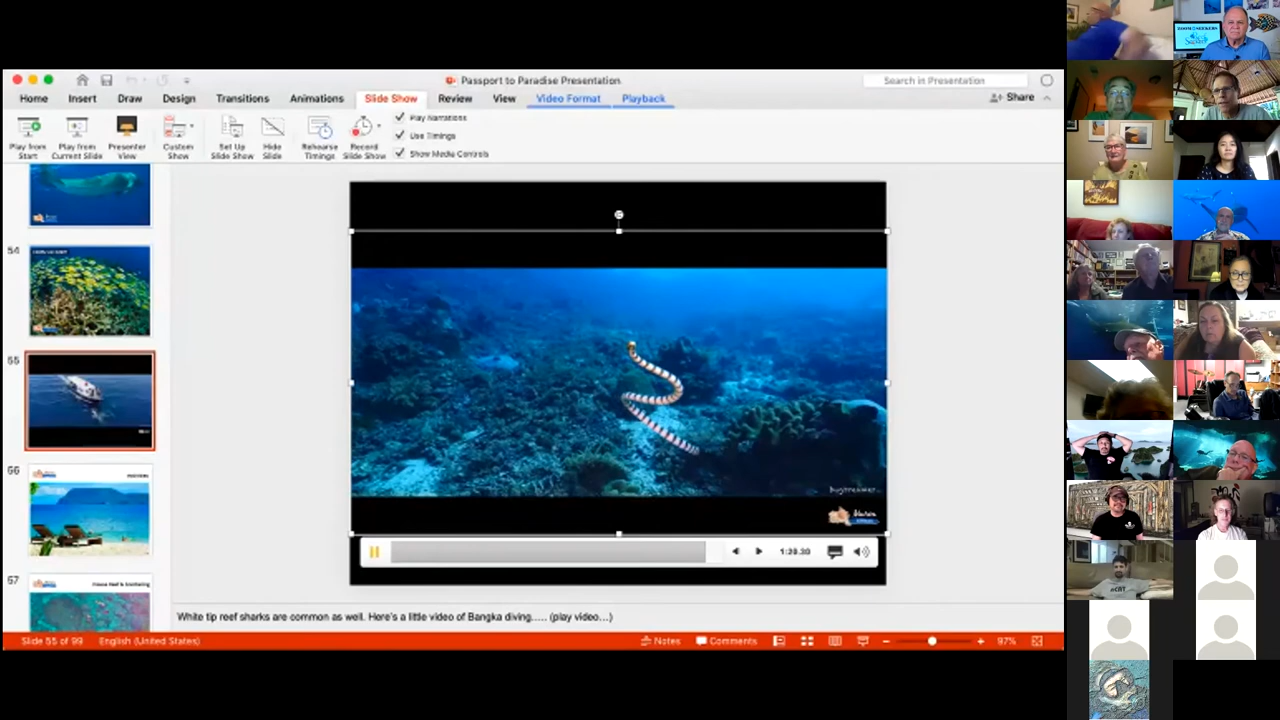 Passport to Paradise Presentation
Search in Presentation
Home Insert Draw Design Transitions Animations Slide Show Review View Video Format Playback
Share
Play from Start
Play from Current Slide
Presenter View
Custom Show
Set Up Slide Show
Hide Slide
Rehearse Timings
Record Slide Show
Play Narrations
Use Timings
Show Media Controls
54
55
56
57
House Reef & Snorkeling
1:20.30
White tip reef sharks are common as well. Here's a little video of Bangka diving..... (play video...)
Slide 55 of 99 English (United States)
Notes Comments 97%